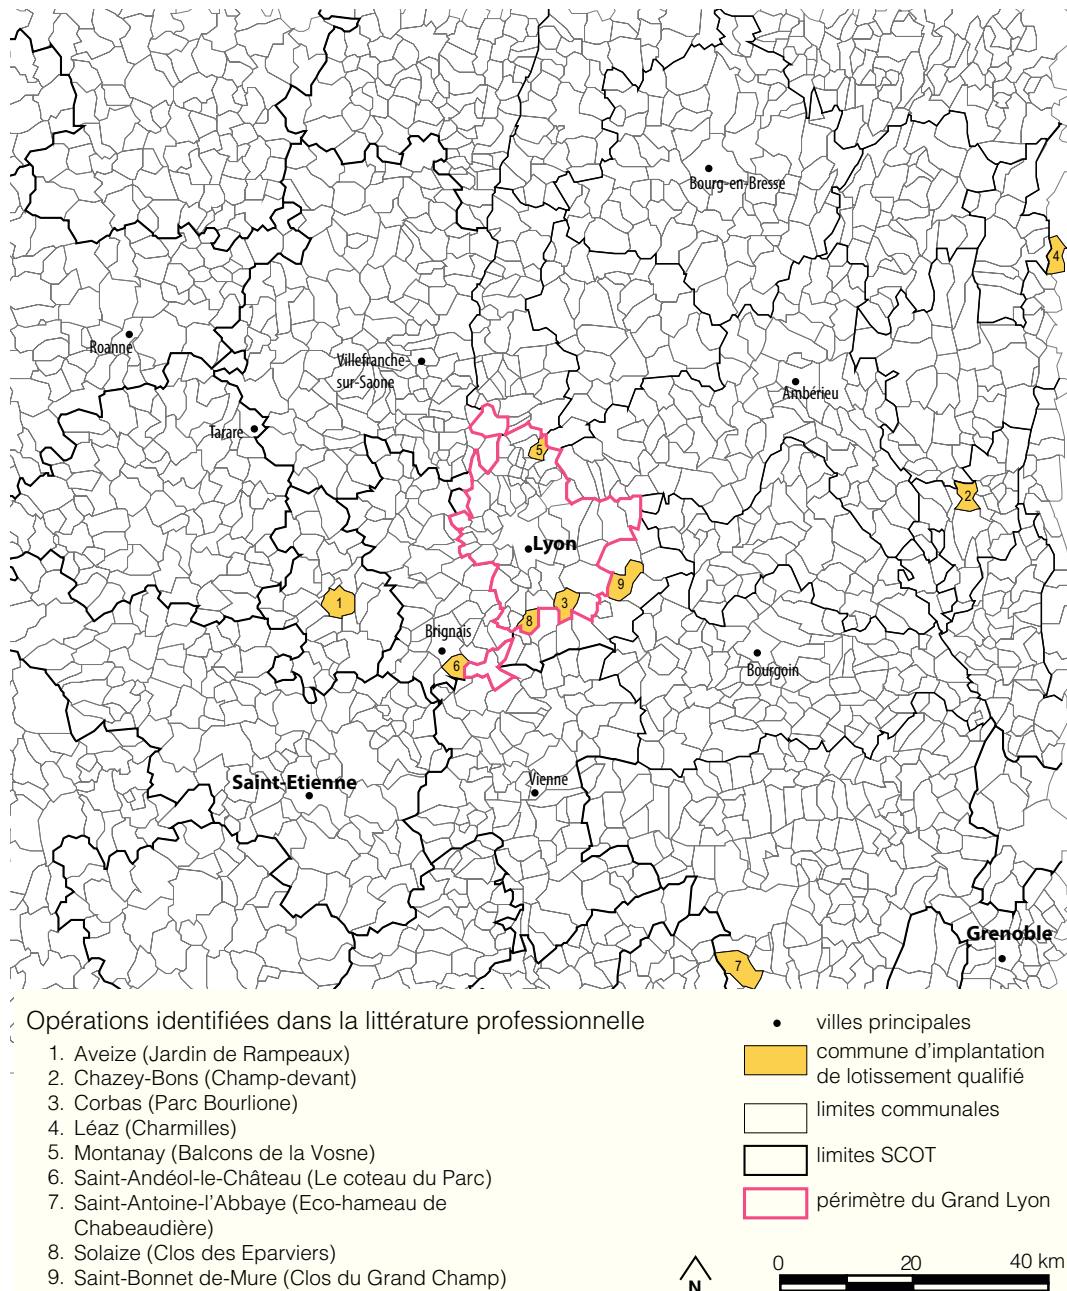 Bourg-en-Bresse
4
Roanne
Villefranche-
sur-Saone
Ambérieu
Tarare
5
2
Lyon
9
1
3
8
Brignais
6
Bourgoin
Saint-Etienne
Vienne
Grenoble
7
Opérations identifiées dans la littérature professionnelle
1. Aveize (Jardin de Rampeaux)
2. Chazey-Bons (Champ-devant)
3. Corbas (Parc Bourlione)
4. Léaz (Charmilles)
5. Montanay (Balcons de la Vosne)
6. Saint-Andéol-le-Château (Le coteau du Parc)
7. Saint-Antoine-l'Abbaye (Eco-hameau de
Chabeaudière)
8. Solaize (Clos des Eparviers)
9. Saint-Bonnet de-Mure (Clos du Grand Champ)
villes principales
commune d'implantation
de lotissement qualifié
limites communales
limites SCOT
périmètre du Grand Lyon
N
0 20 40 km